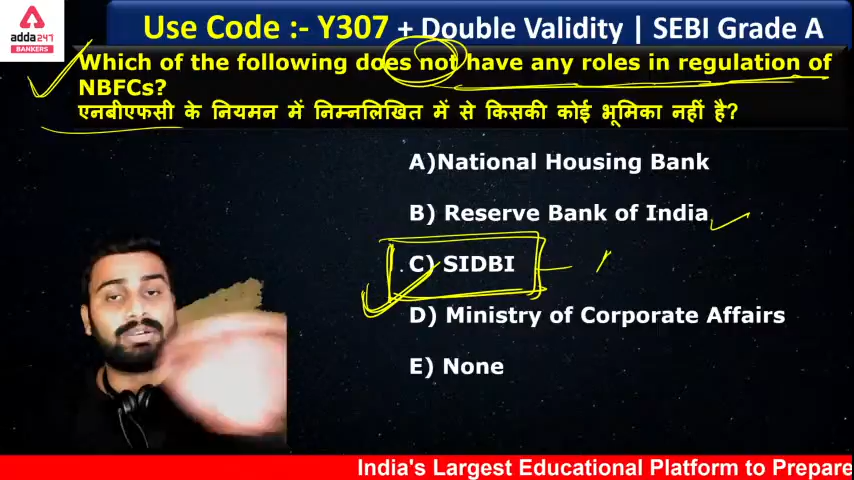 adda247
BANKERS
Use Code :- Y307 + Double Validity | SEBI Grade A
Which of the following does not have any roles in regulation of
NBFCs?
एनबीएफसी के नियमन में निम्नलिखित में से किसकी कोई भूमिका नहीं है?
A)National Housing Bank
B) Reserve Bank of India
C) SIDBI
D) Ministry of Corporate Affairs
E) None
India's Largest Educational Platform to Prepare